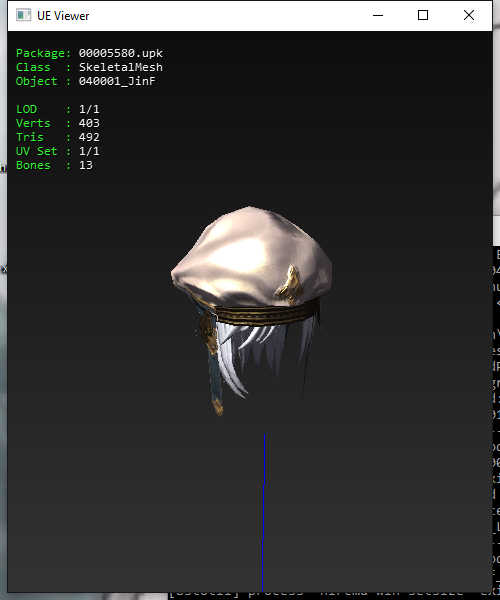 UE Viewer
Package: 00005580.upk
Class : SkeletalMesh
Object : 040001_JinF
LOD : 1/1
Verts : 403
Tris : 492
UV Set : 1/1
Bones : 13